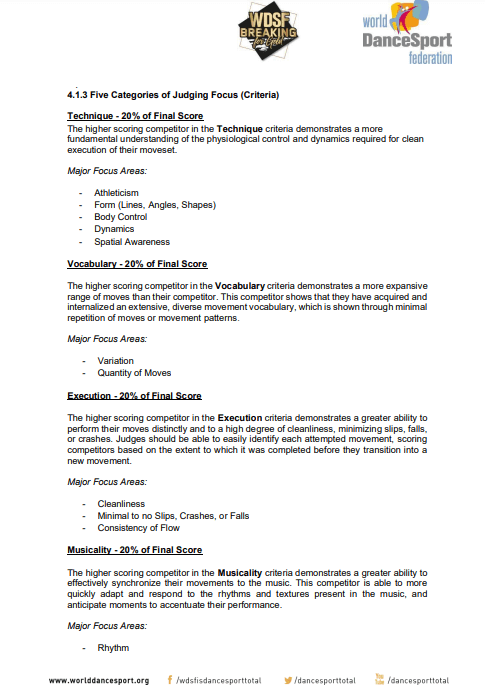 WDSF
BREAKING
for Gold
world
DanceSport
federation
4.1.3 Five Categories of Judging Focus (Criteria)
Technique - 20% of Final Score
The higher scoring competitor in the Technique criteria demonstrates a more
fundamental understanding of the physiological control and dynamics required for clean
execution of their moveset.
Major Focus Areas:
- Athleticism
- Form (Lines, Angles, Shapes)
- Body Control
- Dynamics
- Spatial Awareness
Vocabulary - 20% of Final Score
The higher scoring competitor in the Vocabulary criteria demonstrates a more expansive
range of moves than their competitor. This competitor shows that they have acquired and
internalized an extensive, diverse movement vocabulary, which is shown through minimal
repetition of moves or movement patterns.
Major Focus Areas:
- Variation
- Quantity of Moves
Execution - 20% of Final Score
The higher scoring competitor in the Execution criteria demonstrates a greater ability to
perform their moves distinctly and to a high degree of cleanliness, minimizing slips, falls,
or crashes. Judges should be able to easily identify each attempted movement, scoring
competitors based on the extent to which it was completed before they transition into a
new movement.
Major Focus Areas:
- Cleanliness
- Minimal to no Slips, Crashes, or Falls
- Consistency of Flow
Musicality - 20% of Final Score
The higher scoring competitor in the Musicality criteria demonstrates a greater ability to
effectively synchronize their movements to the music. This competitor is able to more
quickly adapt and respond to the rhythms and textures present in the music, and
anticipate moments to accentuate their performance.
Major Focus Areas:
- Rhythm
www.worlddancesport.org f /wdsfisdancesporttotal /dancesporttotal You Tube /dancesporttotal